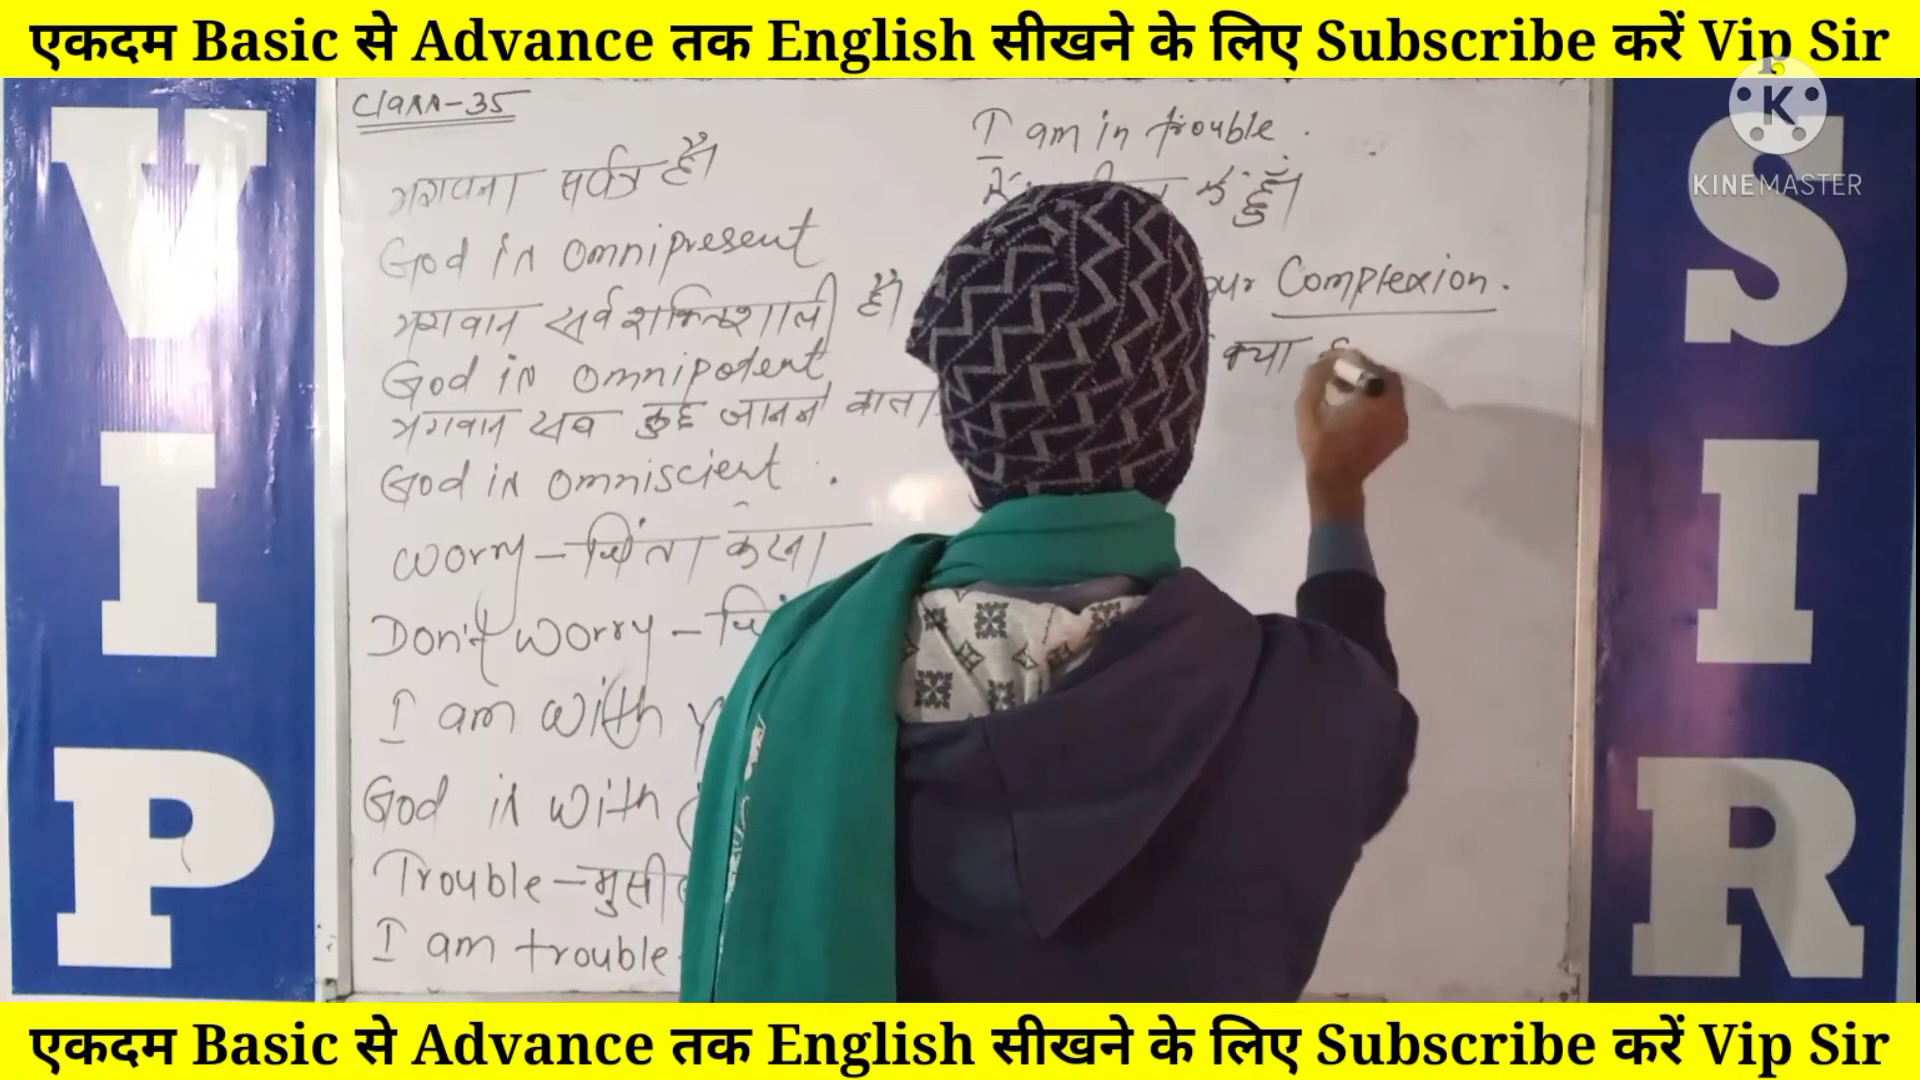 एकदम Basic से Advance तक English सीखने के लिए Subscribe करें Vip Sir
VIP
SIR
KINEMASTER
Class-35
भगवना सर्वत्र है।
God is omnipresent
भगवान सर्वशक्तिशाली है।
God is omnipotent
भगवान सब कुछ जानने वाला
God is omniscient.
worry-चिंता करना
Don't worry-
I am with
God is with
Trouble-मुसी
I am trouble
I am in trouble.
में हुँ।
our Complexion.
क्या
एकदम Basic से Advance तक English सीखने के लिए Subscribe करें Vip Sir